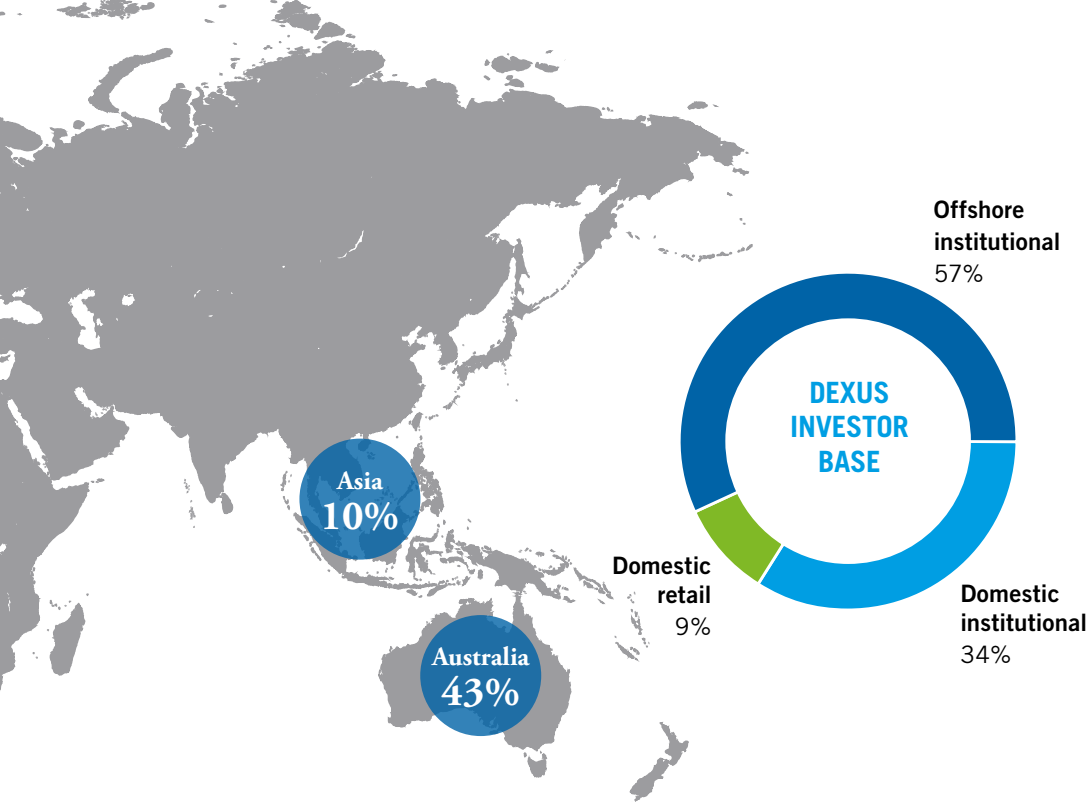 Asia
10%
Australia
43%
Offshore
institutional
57%
DEXUS
INVESTOR
BASE
Domestic
retail
9%
Domestic
institutional
34%